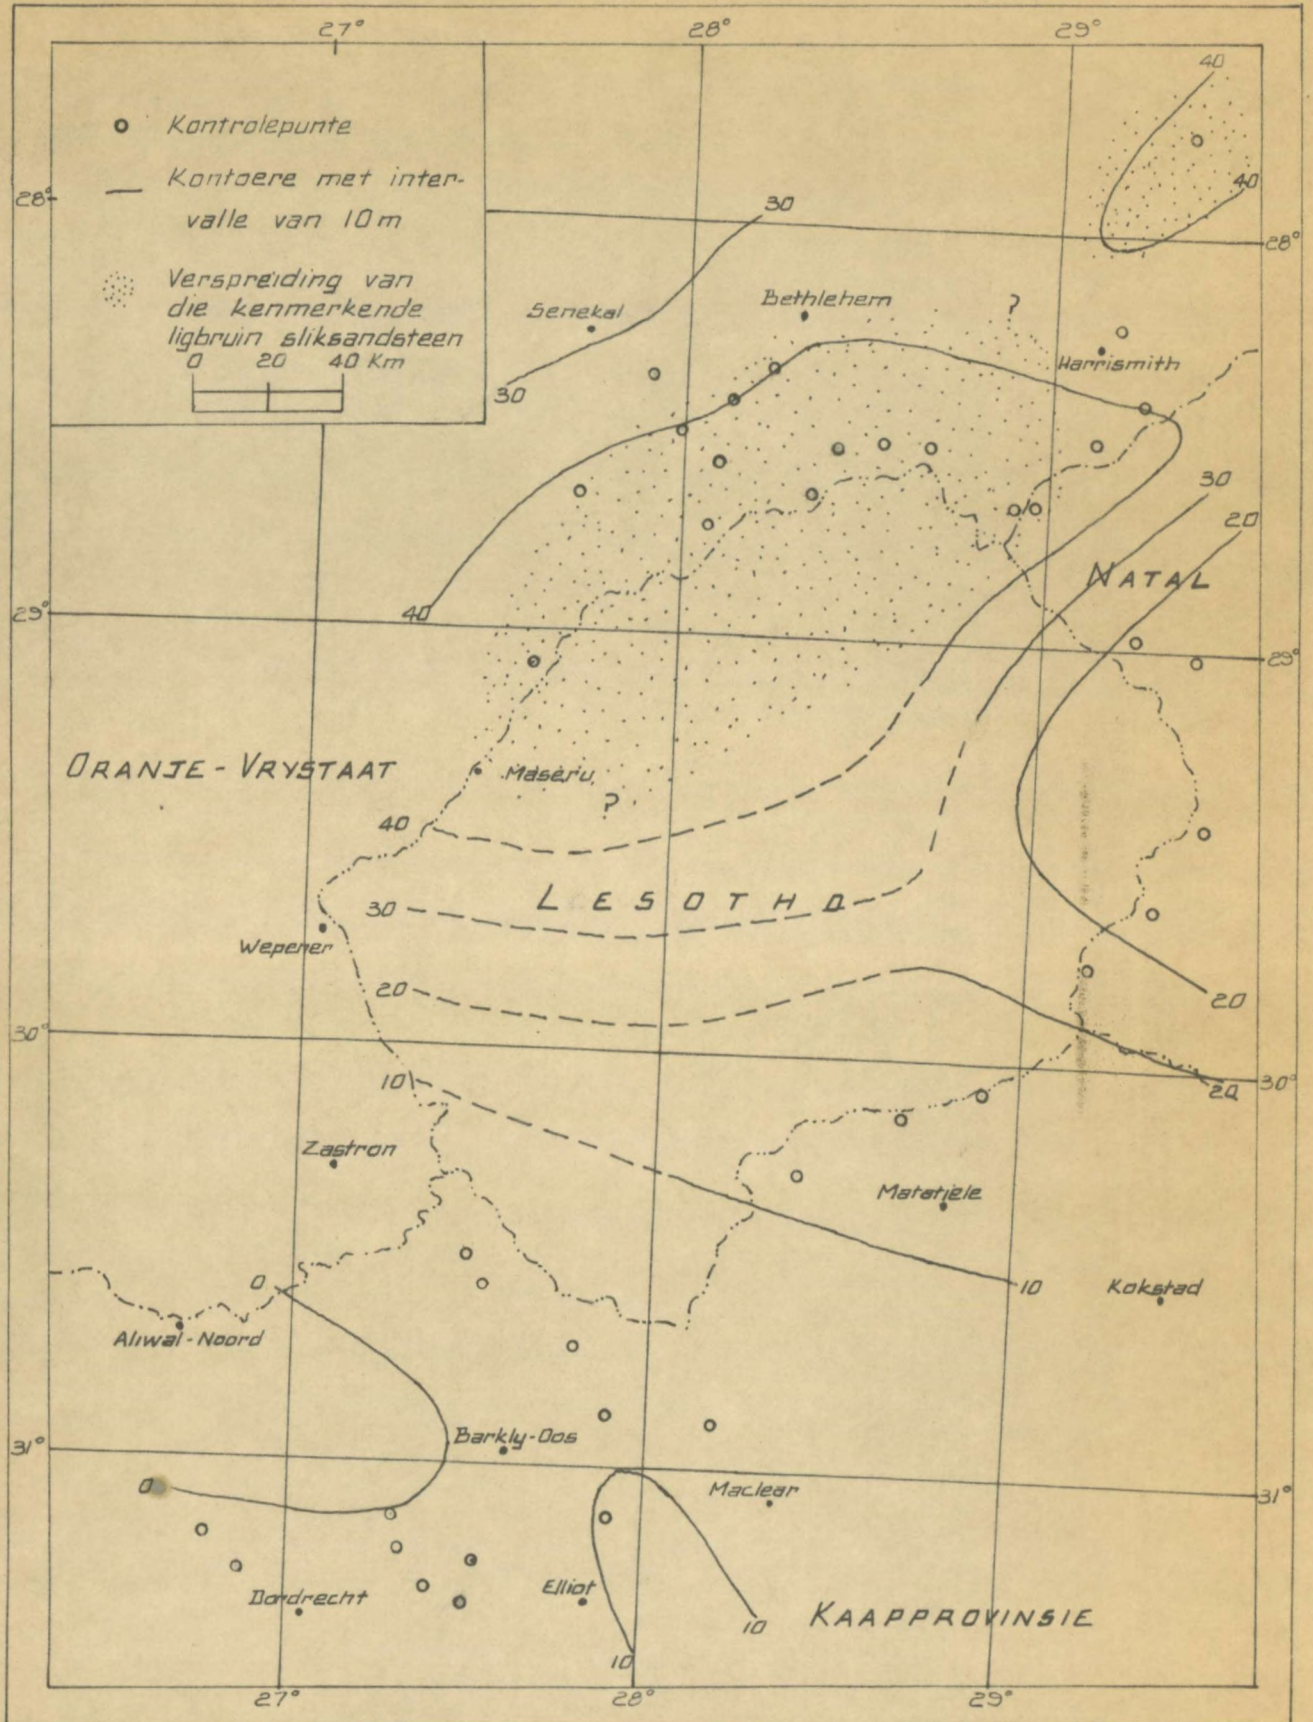 27°
28°
29°
40
Kontrolepunte
Kontoere met inter-
valle van 10m
28°
30
40
28°
Verspreiding van
die kenmerkende
ligbruin sliksandsteen
0 20 40 Km
Senekal
Bethlehem
?
Harrismith
30
30
20
NATAL
29°
40
29°
ORANJE - VRYSTAAT
Maseru
?
40
LESOTHO
30
Wepener
20
20
30°
10
30°
20
Zastron
Matatiele
0
10
Kokstad
Aliwal - Noord
31°
Barkly-Oos
0
Maclear
31°
Dordrecht
Elliot
10
KAAPPROVINSIE
10
27°
28°
29°